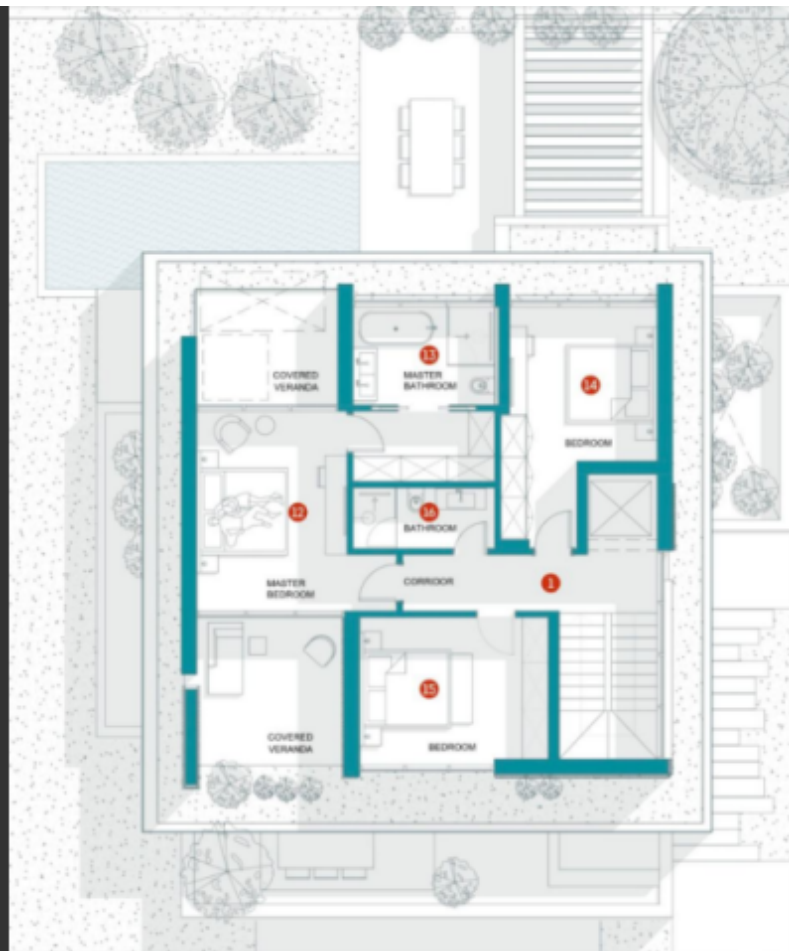 13
COVERED
VERANDA
MASTER
BATHROOM
14
BEDROOM
12
16
BATHROOM
MASTER
BEDROOM
CORRIDOR
1
15
COVERED
VERANDA
BEDROOM